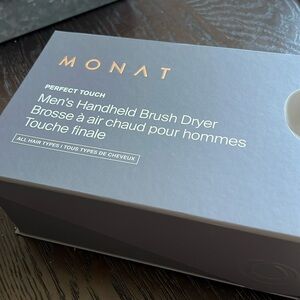 MONAT
PERFECT TOUCH
Men's Handheld Brush Dryer
Brosse à air chaud pour hommes
Touche finale
ALL HAIR TYPES / TOUS TYPES DE CHEVEUX